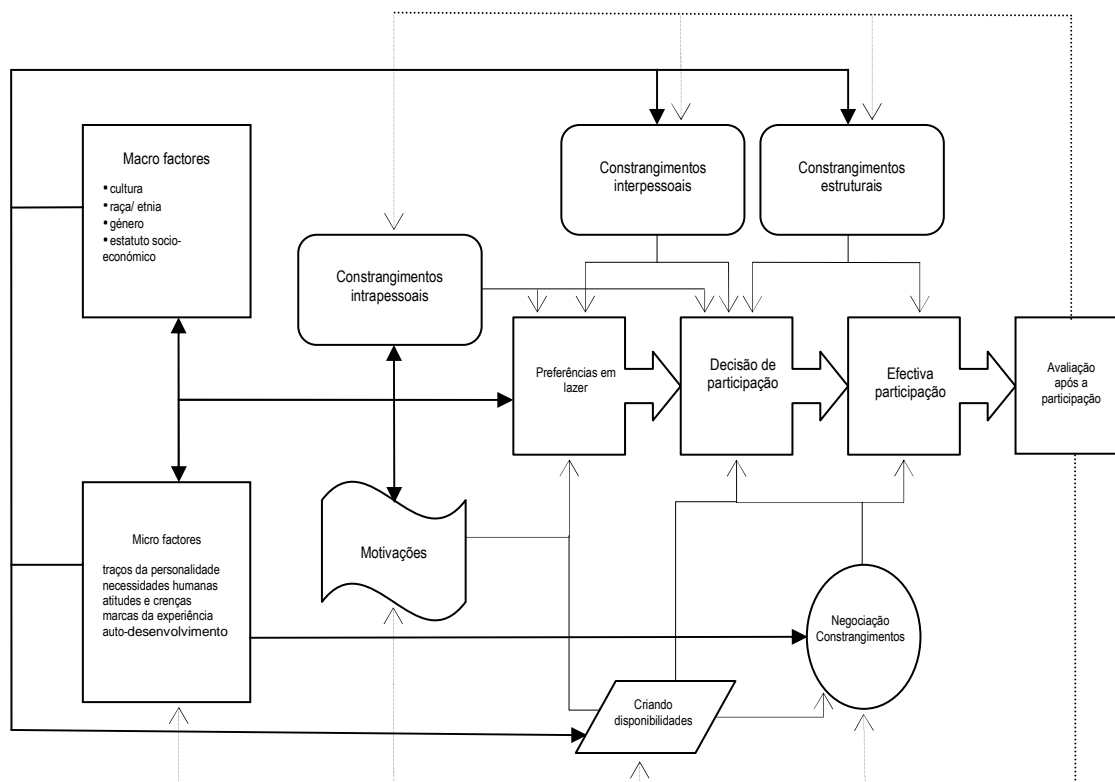 Macro factores
• cultura
• raça/ etnia
• género
• estatuto socio-
económico
Constrangimentos
interpessoais
Constrangimentos
estruturais
Constrangimentos
intrapessoais
Preferências em
lazer
Decisão de
participação
Efectiva
participação
Avaliação
após a
participação
Micro factores
traços da personalidade
necessidades humanas
atitudes e crenças
marcas da experiência
auto-desenvolvimento
Motivações
Negociação
Constrangimentos
Criando
disponibilidades